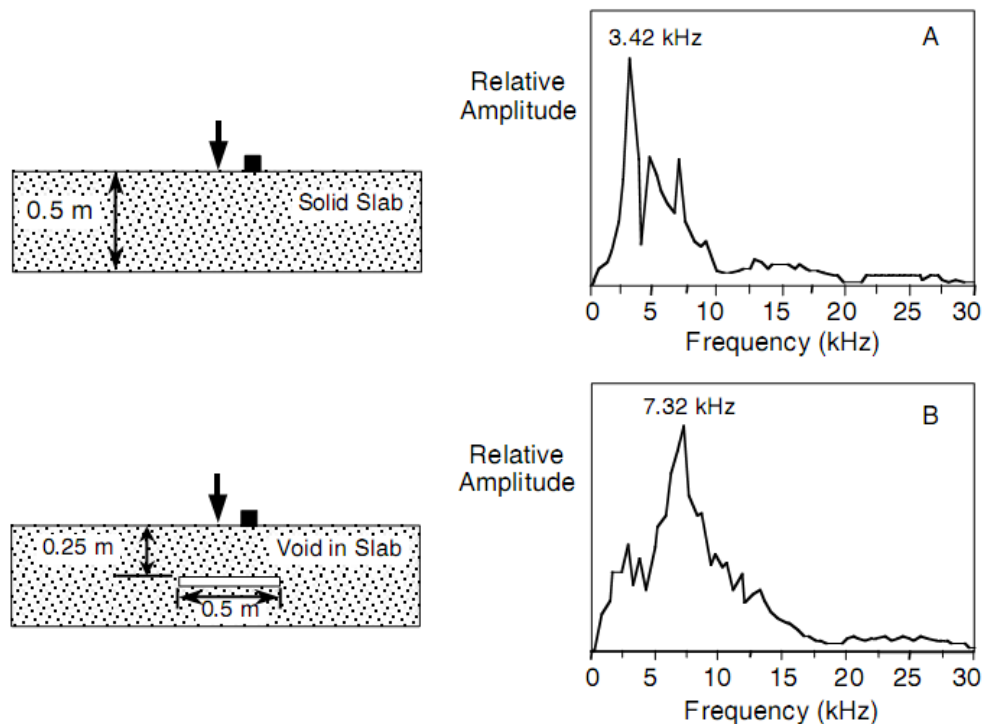 3.42 kHz
A
Relative
Amplitude
0.5 m
Solid Slab
0 5 10 15 20 25 30
Frequency (kHz)
7.32 kHz
B
Relative
Amplitude
0.25 m
Void in Slab
0.5 m
0 5 10 15 20 25 30
Frequency (kHz)